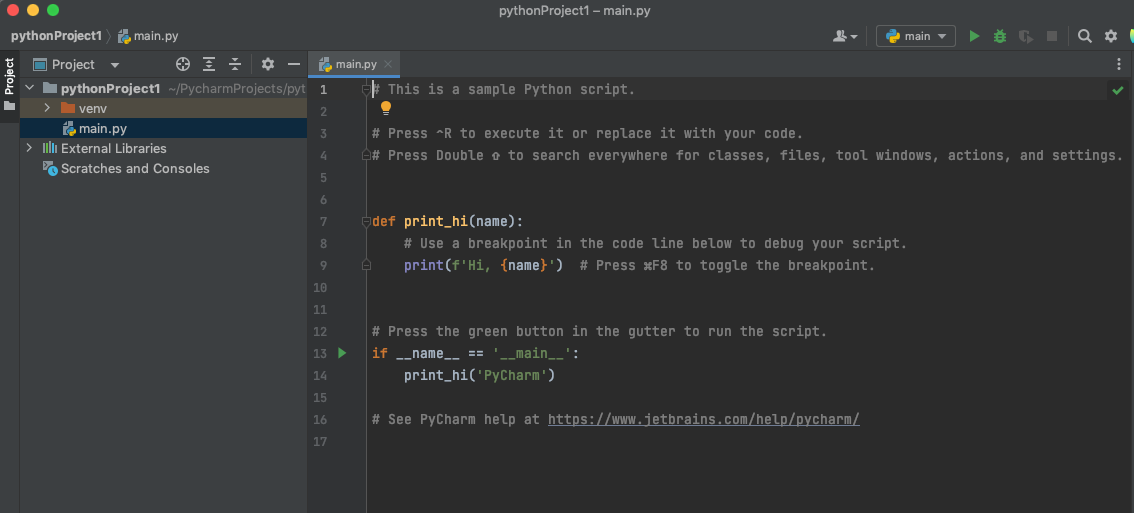 pythonProject1 – main.py
pythonProject1 main.py
main
Project
Project
main.py
pythonProject1 ~/PycharmProjects/pyt
venv
main.py
External Libraries
Scratches and Consoles
1 # This is a sample Python script.
2
3 # Press ^R to execute it or replace it with your code.
4 # Press Double ⇧ to search everywhere for classes, files, tool windows, actions, and settings.
5
6
7 def print_hi(name):
8     # Use a breakpoint in the code line below to debug your script.
9     print(f'Hi, {name}')  # Press ⌘F8 to toggle the breakpoint.
10
11
12 # Press the green button in the gutter to run the script.
13 if __name__ == '__main__':
14     print_hi('PyCharm')
15
16 # See PyCharm help at https://www.jetbrains.com/help/pycharm/
17